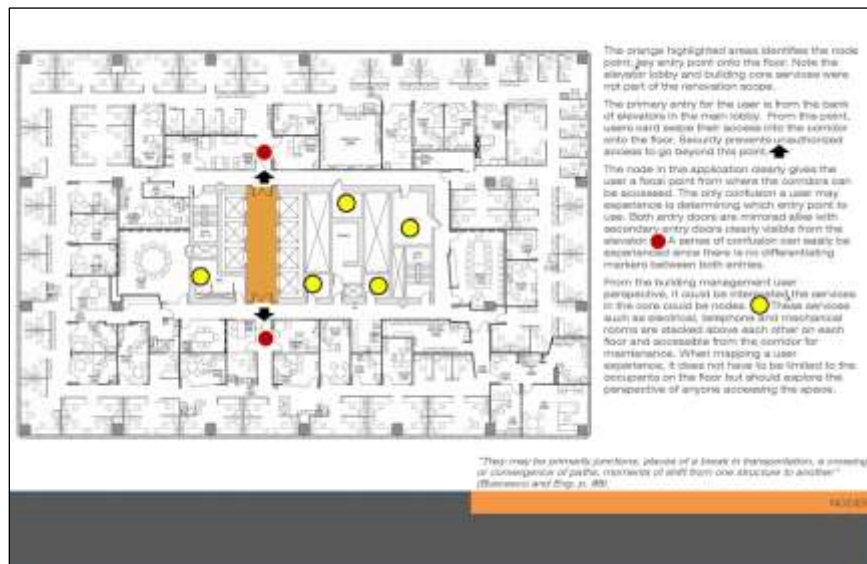 The orange highlighted areas identifies the node
point, key entry point onto the floor. Note the
elevator lobby and building core services were
not part of the renovation scope.
The primary entry for the user is from the bank
of elevators in the main lobby. From this point,
users card swipe their access into the corridor
onto the floor. Security prevents unauthorized
access to go beyond this point.
The node in this application clearly gives the
user a focal point from where the corridors can
be accessed. The only confusion a user may
experience is determining which entry point to
use. Both entry doors are mirrored alike with
secondary entry doors clearly visible from the
elevator. A sense of confusion can easily be
experienced since there is no differentiating
markers between both entries.
From the building management user
perspective, it could be interpreted the services
in the core could be nodes. These services
such as electrical, telephone and mechanical
rooms are stacked above each other on each
floor and accessible from the corridor for
maintenance. When mapping a user
experience, it does not have to be limited to the
occupants on the floor but should explore the
perspective of anyone accessing the space.
"They may be primarily junctions, places of a break in transportation, a crossing
or convergence of paths, moments of shift from one structure to another"
and Eng, p.
NODES